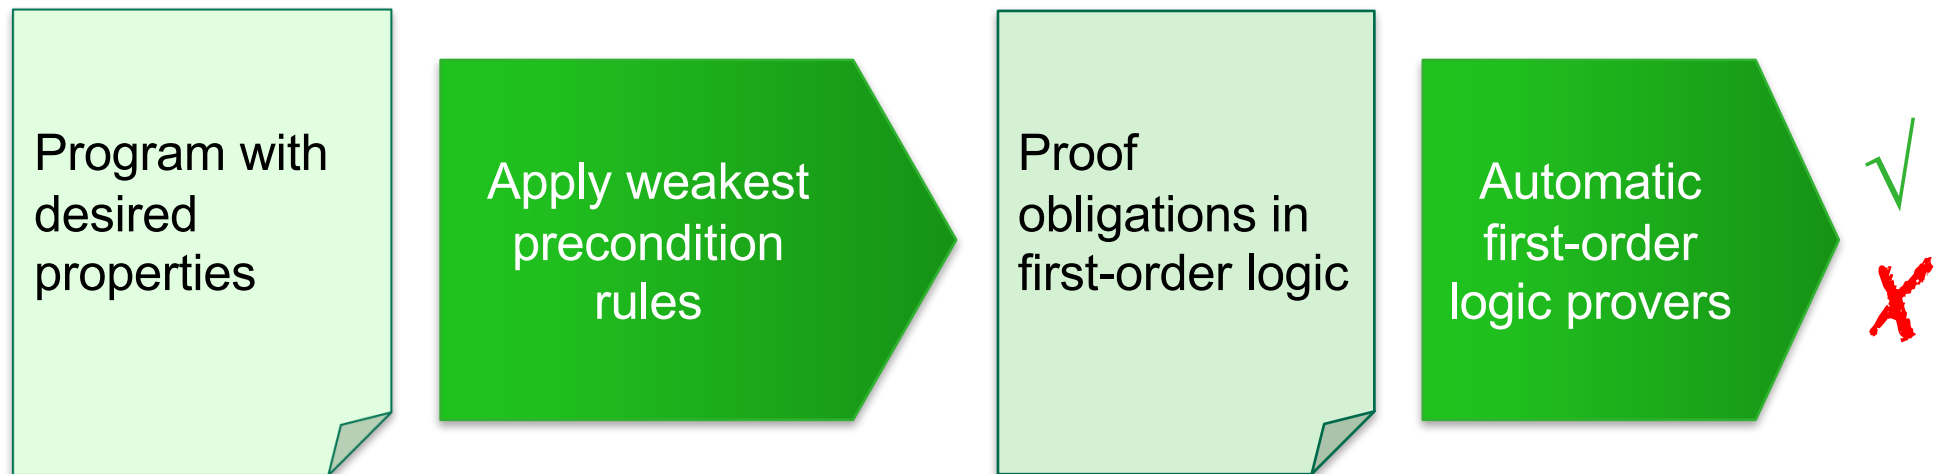 Program with
desired
properties
Apply weakest
precondition
rules
Proof
obligations in
first-order logic
Automatic
first-order
logic provers